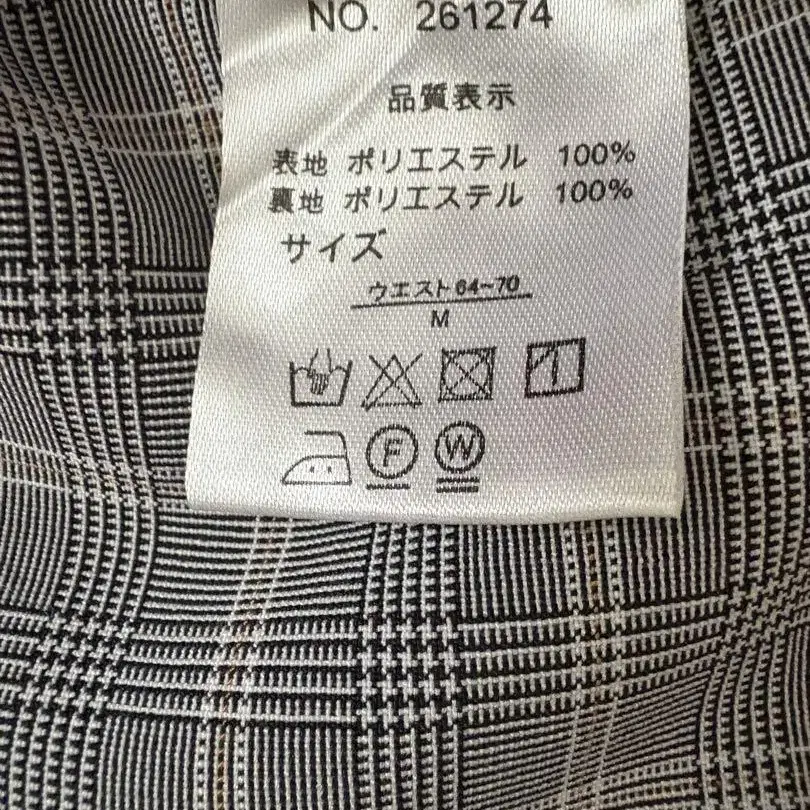 NO. 261274
品質表示
表地 ポリエステル 100%
裏地 ポリエステル 100%
サイズ
ウエスト64~70
M
F W